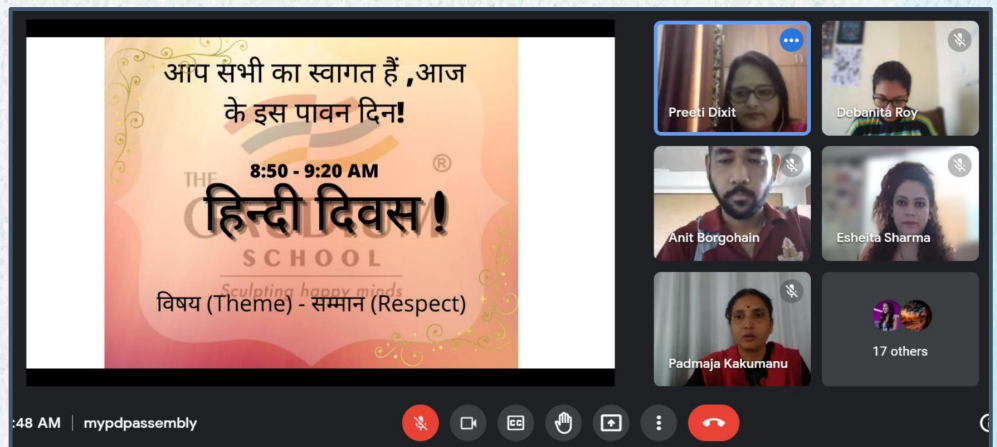 आप सभी का स्वागत हैं ,आज
के इस पावन दिन!
8:50 - 9:20 AM
®
THE
हिन्दी दिवस !
SCHOOL
Sculpting happy minds
विषय (Theme) - सम्मान (Respect)
Preeti Dixit
Debanita Roy
Anit Borgohain
Esheita Sharma
Padmaja Kakumanu
17 others
:48 AM | mypdpassembly
CC